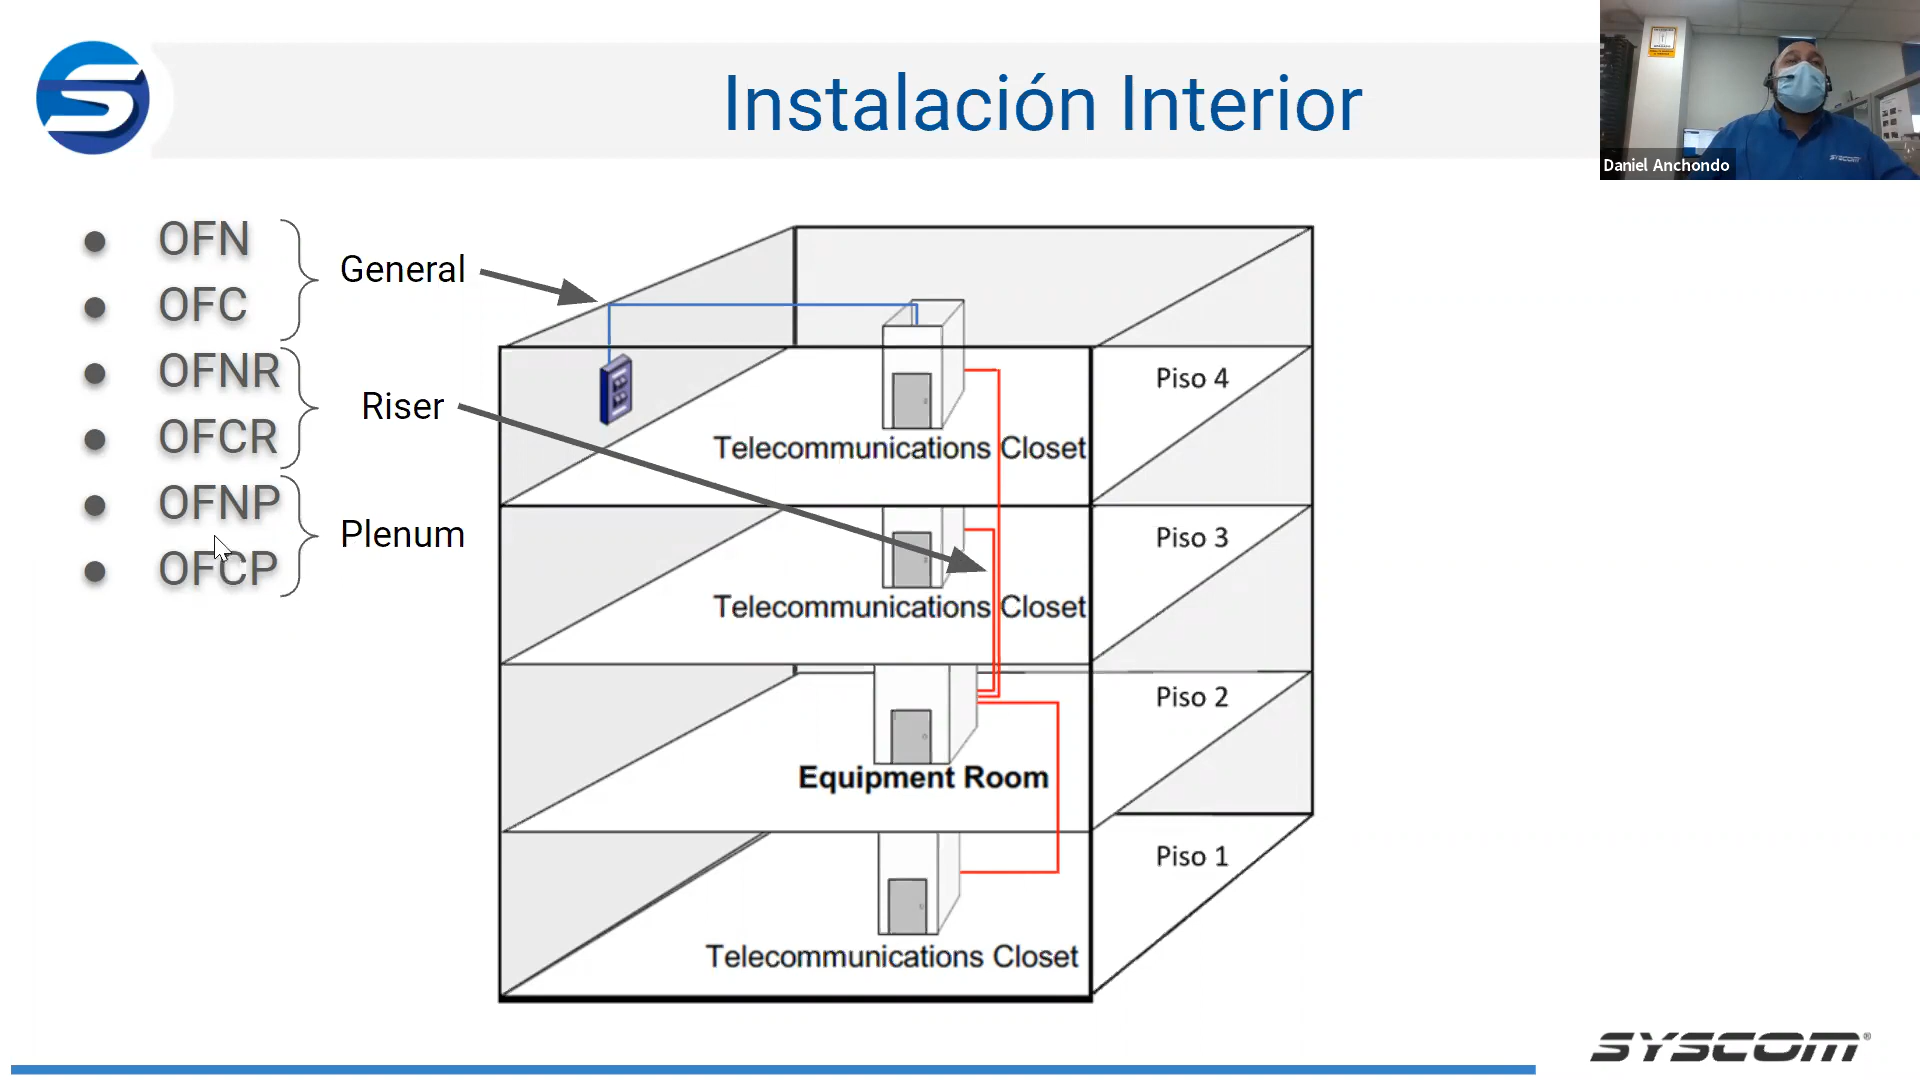 Instalación Interior
Daniel Anchondo
SYSCOM
OFN
OFC
General
OFNR
OFCR
Riser
OFNP
OFCP
Plenum
Piso 4
Telecommunications Closet
Piso 3
Telecommunications Closet
Piso 2
Equipment Room
Piso 1
Telecommunications Closet
SYSCOM®